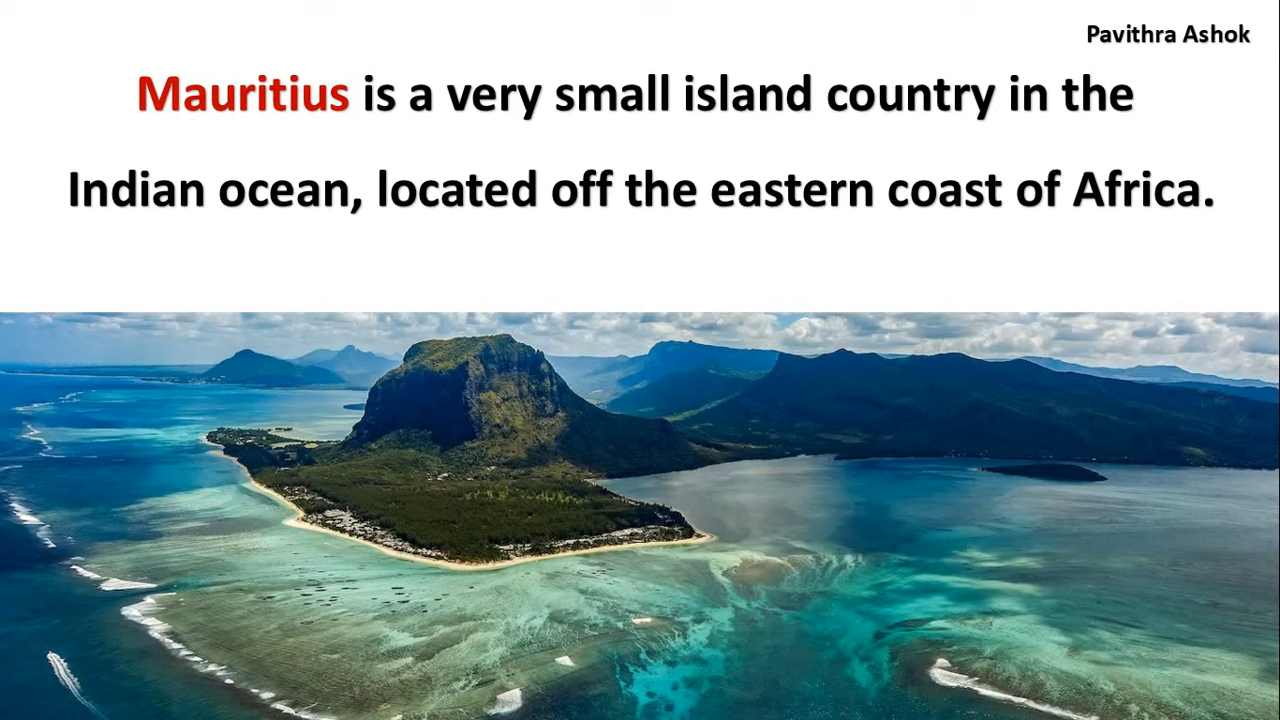 Pavithra Ashok
Mauritius is a very small island country in the
Indian ocean, located off the eastern coast of Africa.